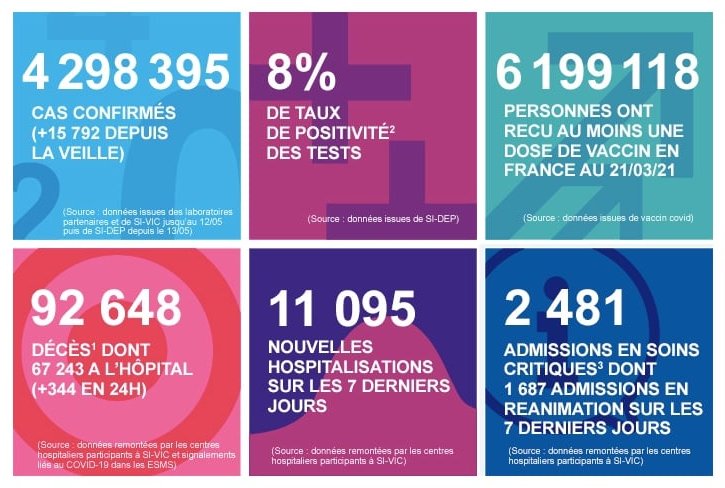 4 298 395
CAS CONFIRMÉS
(+15 792 DEPUIS
LA VEILLE)
(Source : données issues des laboratoires
partenaires et de SI-VIC jusqu'au 12/05
puis de SI-DEP depuis le 13/05)
8%
DE TAUX
DE POSITIVITÉ²
DES TESTS
(Source : données issues de SI-DEP)
6 199 118
PERSONNES ONT
RECU AU MOINS UNE
DOSE DE VACCIN EN
FRANCE AU 21/03/21
(Source : données issues de vaccin covid)
92 648
DÉCÈS¹ DONT
67 243 A L'HÔPITAL
(+344 EN 24H)
(Source : données remontées par les centres
hospitaliers participants à SI-VIC et signalements
liés au COVID-19 dans les ESMS)
11 095
NOUVELLES
HOSPITALISATIONS
SUR LES 7 DERNIERS
JOURS
(Source : données remontées par les centres
hospitaliers participants à SI-VIC)
2 481
ADMISSIONS EN SOINS
CRITIQUES³ DONT
1 687 ADMISSIONS EN
REANIMATION SUR LES
7 DERNIERS JOURS
(Source : données remontées par les centres
hospitaliers participants à SI-VIC)